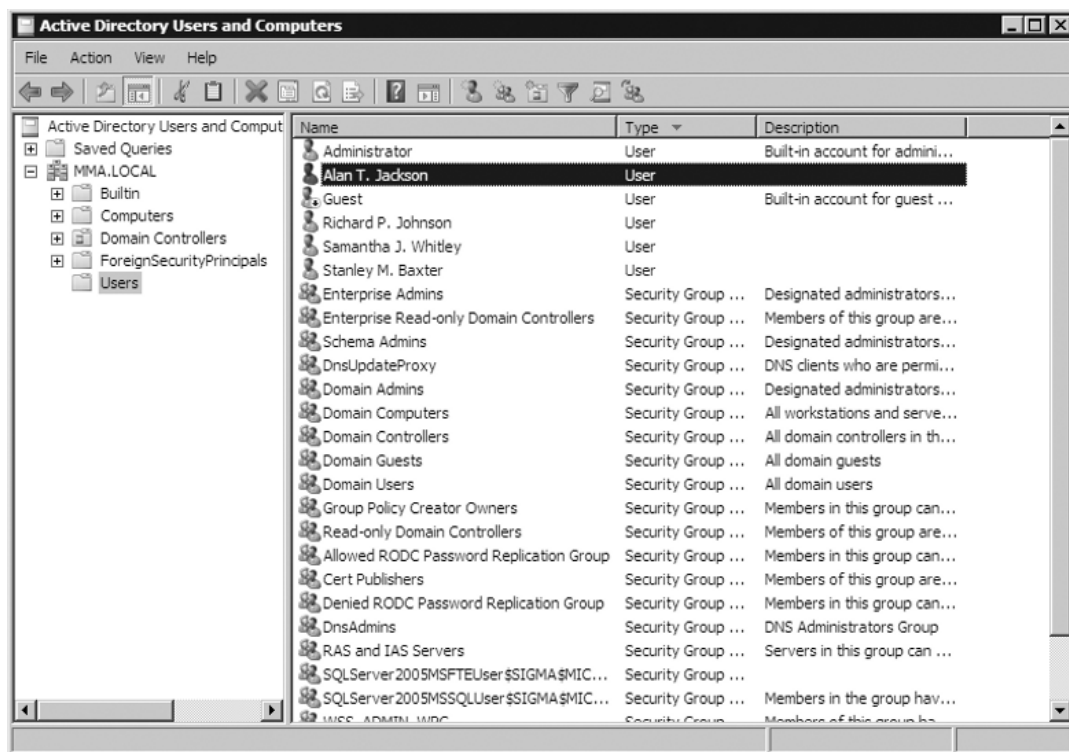 Active Directory Users and Computers
File Action View Help
Active Directory Users and Comput
Saved Queries
MMA.LOCAL
Builtin
Computers
Domain Controllers
ForeignSecurityPrincipals
Users
Name Type Description
Administrator User Built-in account for admini...
Alan T. Jackson User
Guest User Built-in account for guest ...
Richard P. Johnson User
Samantha J. Whitley User
Stanley M. Baxter User
Enterprise Admins Security Group ... Designated administrators...
Enterprise Read-only Domain Controllers Security Group ... Members of this group are...
Schema Admins Security Group ... Designated administrators...
DnsUpdateProxy Security Group ... DNS clients who are permi...
Domain Admins Security Group ... Designated administrators...
Domain Computers Security Group ... All workstations and serve...
Domain Controllers Security Group ... All domain controllers in th...
Domain Guests Security Group ... All domain guests
Domain Users Security Group ... All domain users
Group Policy Creator Owners Security Group ... Members in this group can...
Read-only Domain Controllers Security Group ... Members of this group are...
Allowed RODC Password Replication Group Security Group ... Members in this group can...
Cert Publishers Security Group ... Members of this group are...
Denied RODC Password Replication Group Security Group ... Members in this group can...
DnsAdmins Security Group ... DNS Administrators Group
RAS and IAS Servers Security Group ... Servers in this group can ...
SQLServer2005MSFTEUser$SIGMA$MIC... Security Group ...
SQLServer2005MSSQLUser$SIGMA$MIC... Security Group ... Members in the group hav...
WSS_ADMIN_WPG Security Group ... Members of this group ha...